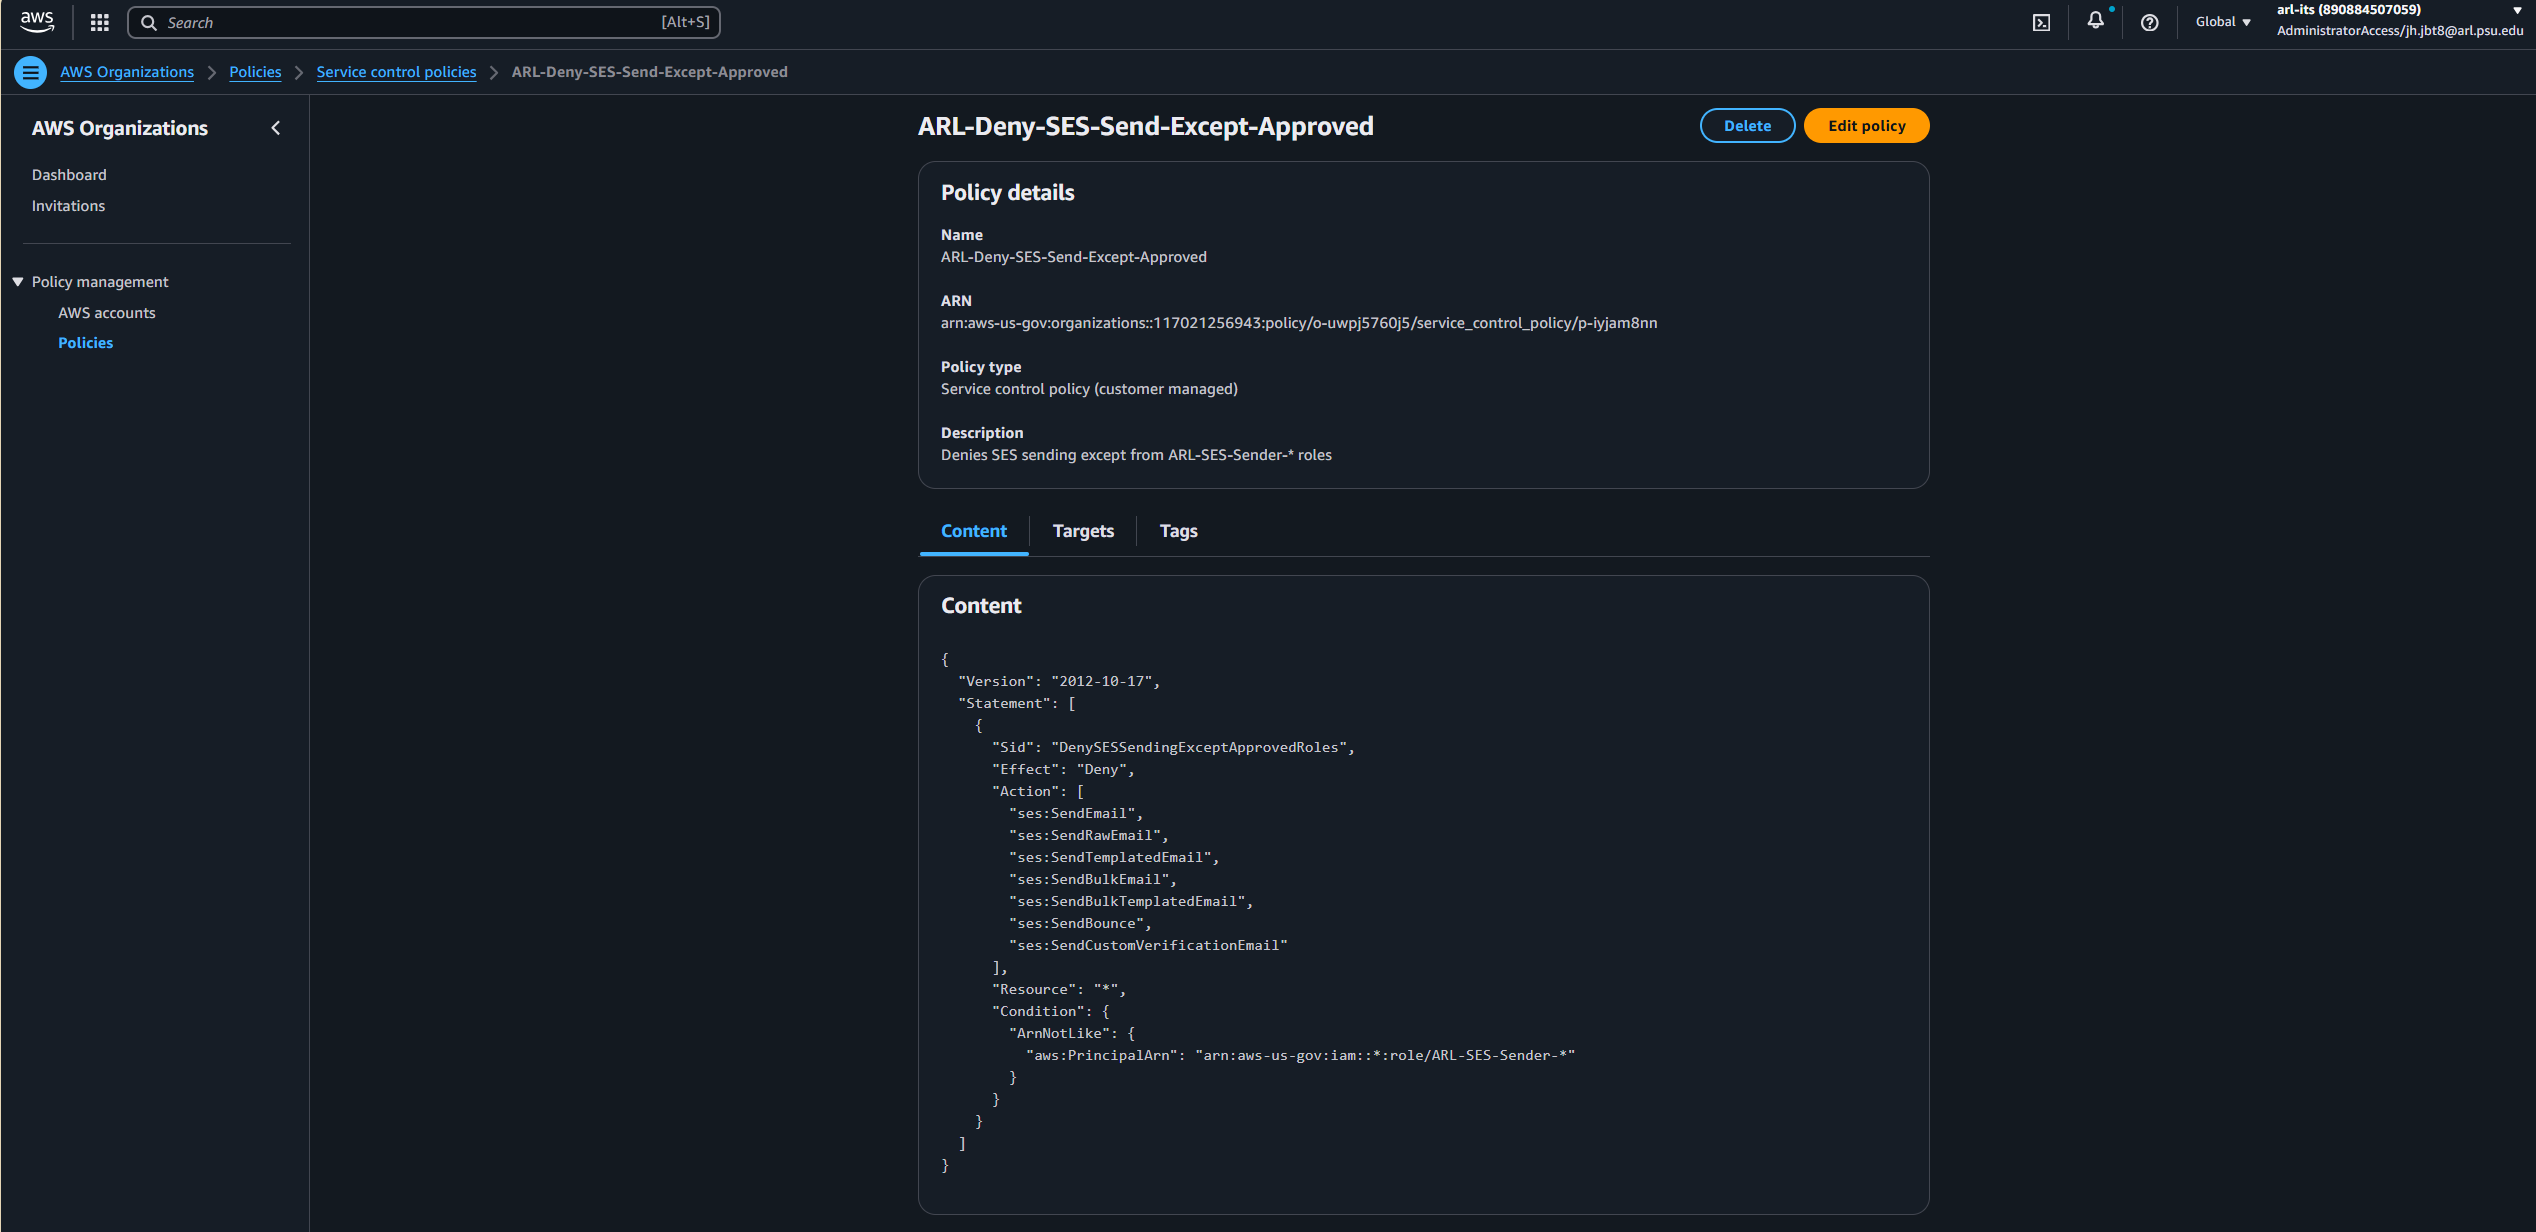 aws
Search
[Alt+S]
Global
arl-its (890884507059)
AdministratorAccess/jh.jbt8@arl.psu.edu
AWS Organizations
Policies
Service control policies
ARL-Deny-SES-Send-Except-Approved
AWS Organizations
Dashboard
Invitations
Policy management
AWS accounts
Policies
ARL-Deny-SES-Send-Except-Approved
Delete
Edit policy
Policy details
Name
ARL-Deny-SES-Send-Except-Approved
ARN
arn:aws-us-gov:organizations::117021256943:policy/o-uwpj5760j5/service_control_policy/p-iyjam8nn
Policy type
Service control policy (customer managed)
Description
Denies SES sending except from ARL-SES-Sender-* roles
Content
Targets
Tags
Content
{
  "Version": "2012-10-17",
  "Statement": [
    {
      "Sid": "DenySESSendingExceptApprovedRoles",
      "Effect": "Deny",
      "Action": [
        "ses:SendEmail",
        "ses:SendRawEmail",
        "ses:SendTemplatedEmail",
        "ses:SendBulkEmail",
        "ses:SendBulkTemplatedEmail",
        "ses:SendBounce",
        "ses:SendCustomVerificationEmail"
      ],
      "Resource": "*",
      "Condition": {
        "ArnNotLike": {
          "aws:PrincipalArn": "arn:aws-us-gov:iam::*:role/ARL-SES-Sender-*"
        }
      }
    }
  ]
}